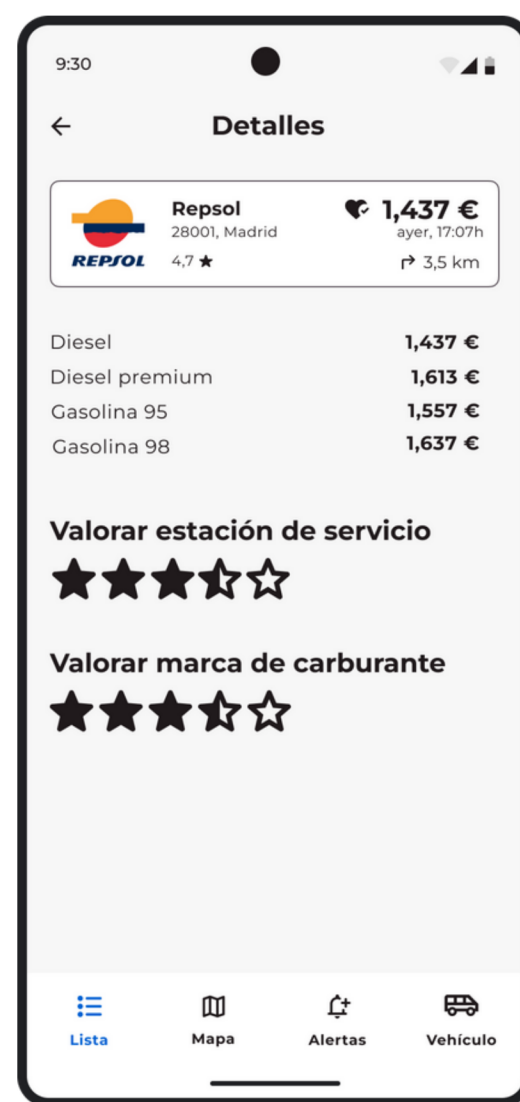 9:30
Detalles
Repsol
1,437 €
28001, Madrid
ayer, 17:07h
REPSOL
4,7 ★
3,5 km
Diesel 1,437 €
Diesel premium 1,613 €
Gasolina 95 1,557 €
Gasolina 98 1,637 €
Valorar estación de servicio
Valorar marca de carburante
Lista Mapa Alertas Vehículo